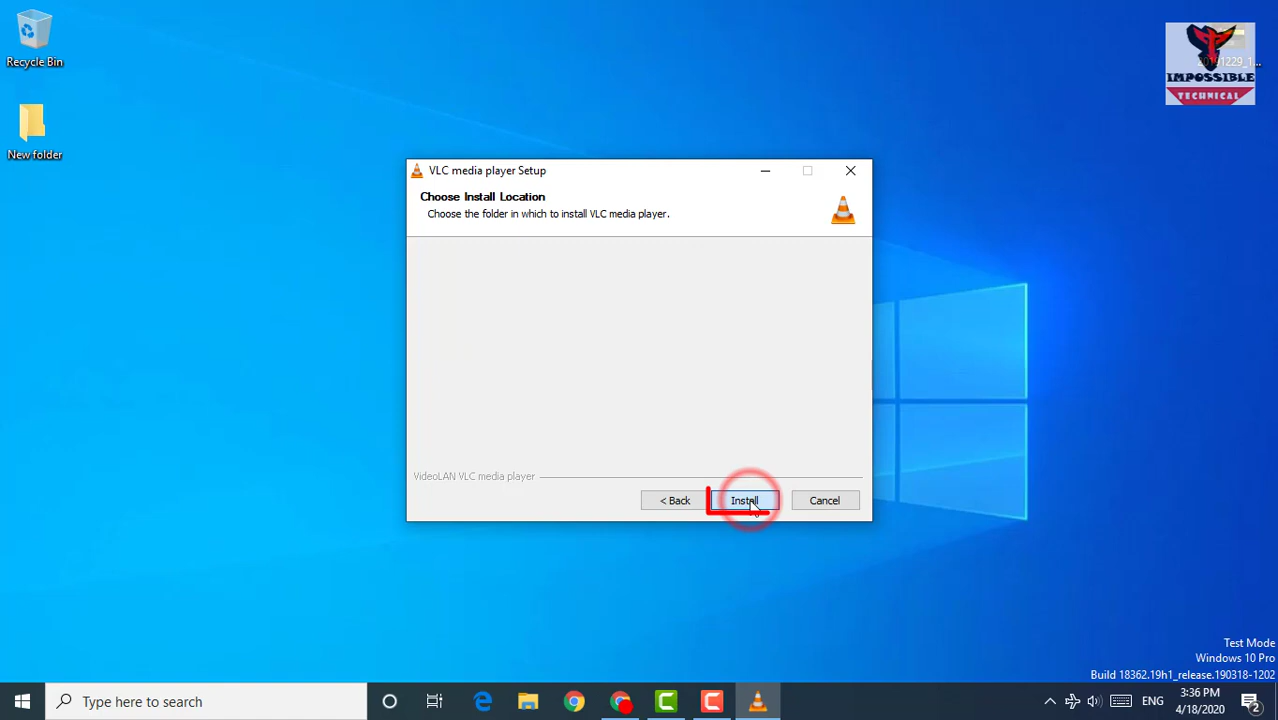 Recycle Bin
New folder
20191229_1...
IMPOSSIBLE
TECHNICAL
VLC media player Setup
Choose Install Location
Choose the folder in which to install VLC media player.
VideoLAN VLC media player
< Back
Install
Cancel
Test Mode
Windows 10 Pro
Build 18362.19h1_release.190318-1202
Type here to search
ENG
3:36 PM
4/18/2020
2